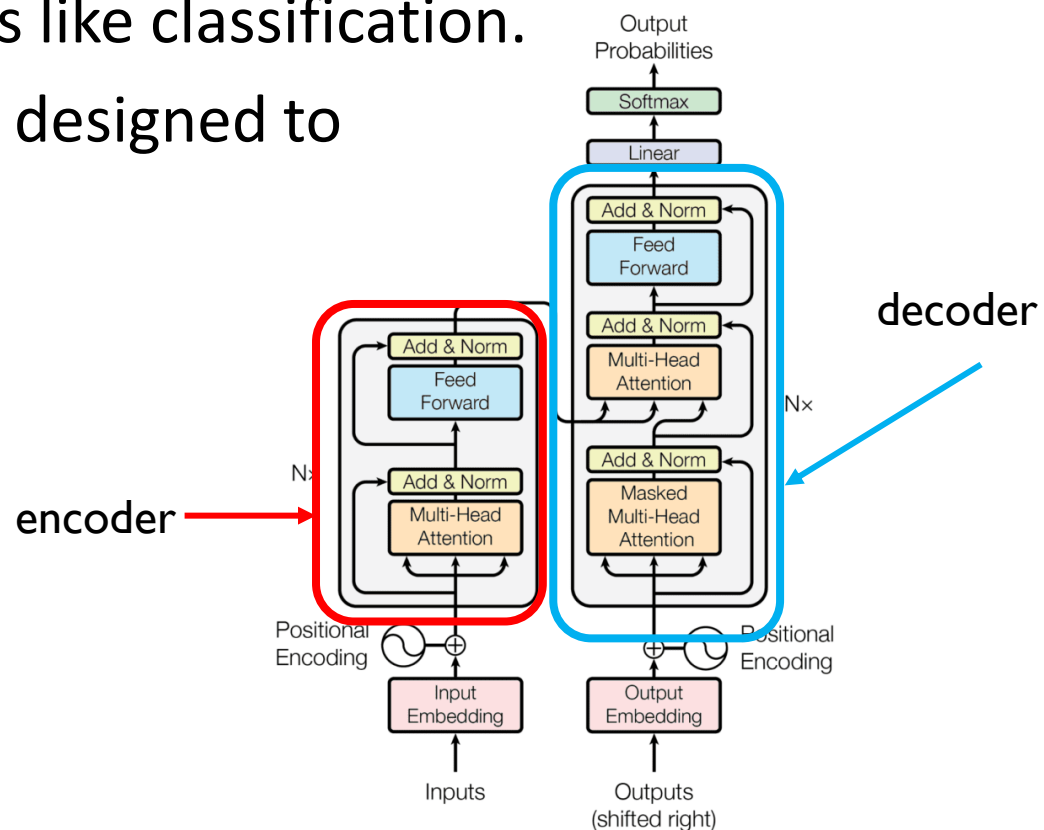 s like classification.
designed to
Output
Probabilities
Softmax
Linear
Add & Norm
Feed
Forward
Add & Norm
Multi-Head
Attention
Add & Norm
Masked
Multi-Head
Attention
Nx
decoder
Add & Norm
Feed
Forward
Add & Norm
Multi-Head
Attention
Nx
encoder
Positional
Encoding
Positional
Encoding
Input
Embedding
Output
Embedding
Inputs
Outputs
(shifted right)